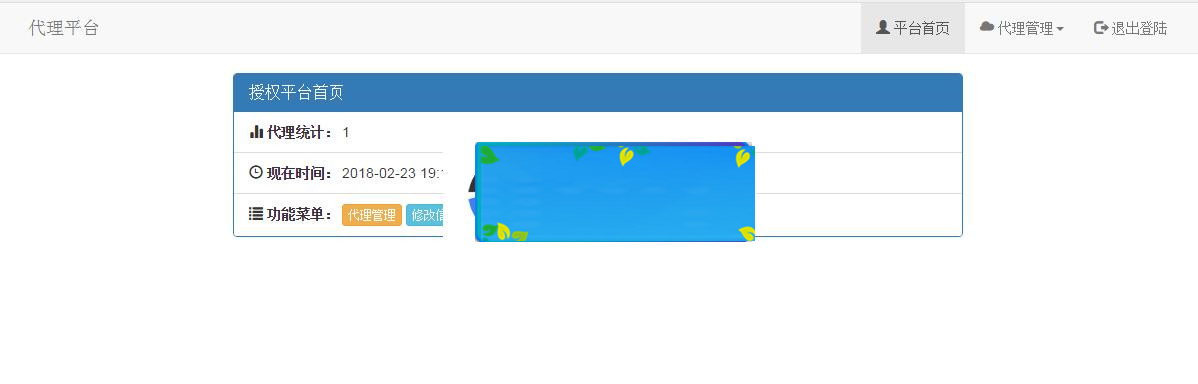 代理平台 平台首页 代理管理 退出登陆
授权平台首页
代理统计： 1
现在时间： 2018-02-23 19:
功能菜单： 代理管理 修改